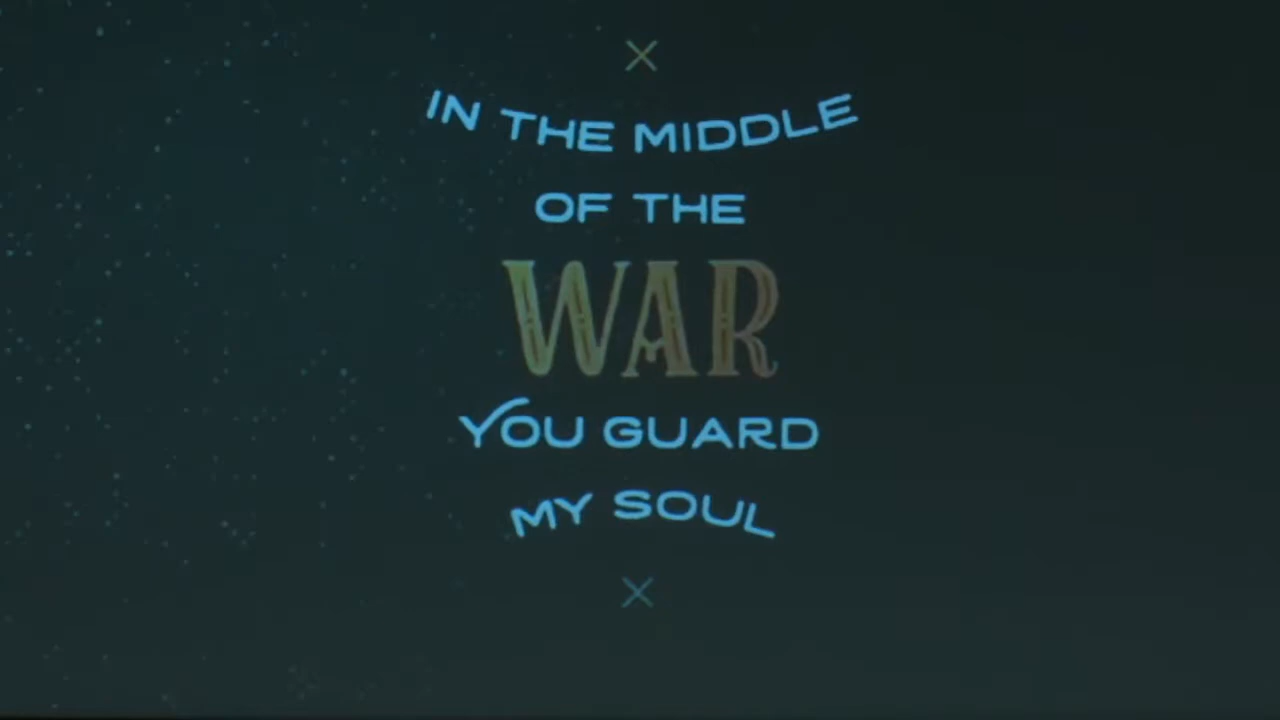 IN THE MIDDLE
OF THE
WAR
YOU GUARD
MY SOUL